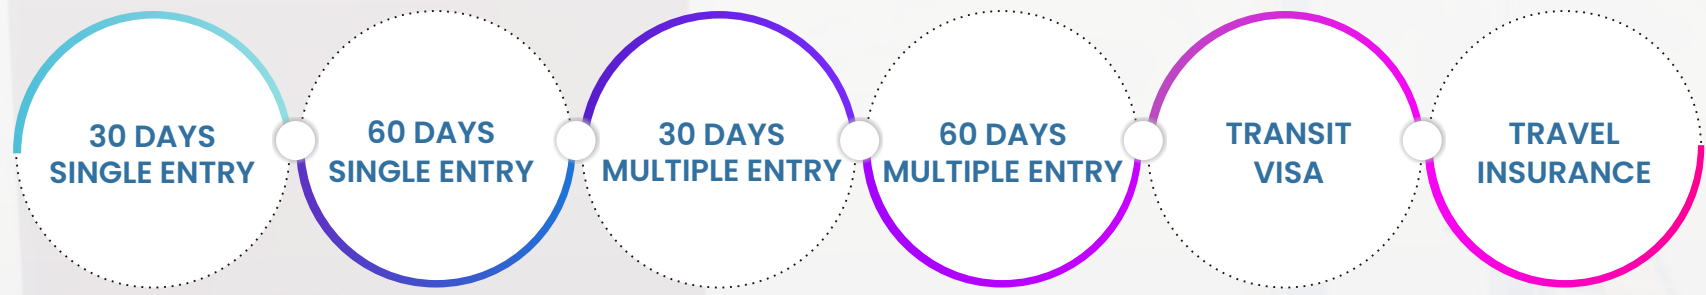 30 DAYS
SINGLE ENTRY
60 DAYS
SINGLE ENTRY
30 DAYS
MULTIPLE ENTRY
60 DAYS
MULTIPLE ENTRY
TRANSIT
VISA
TRAVEL
INSURANCE